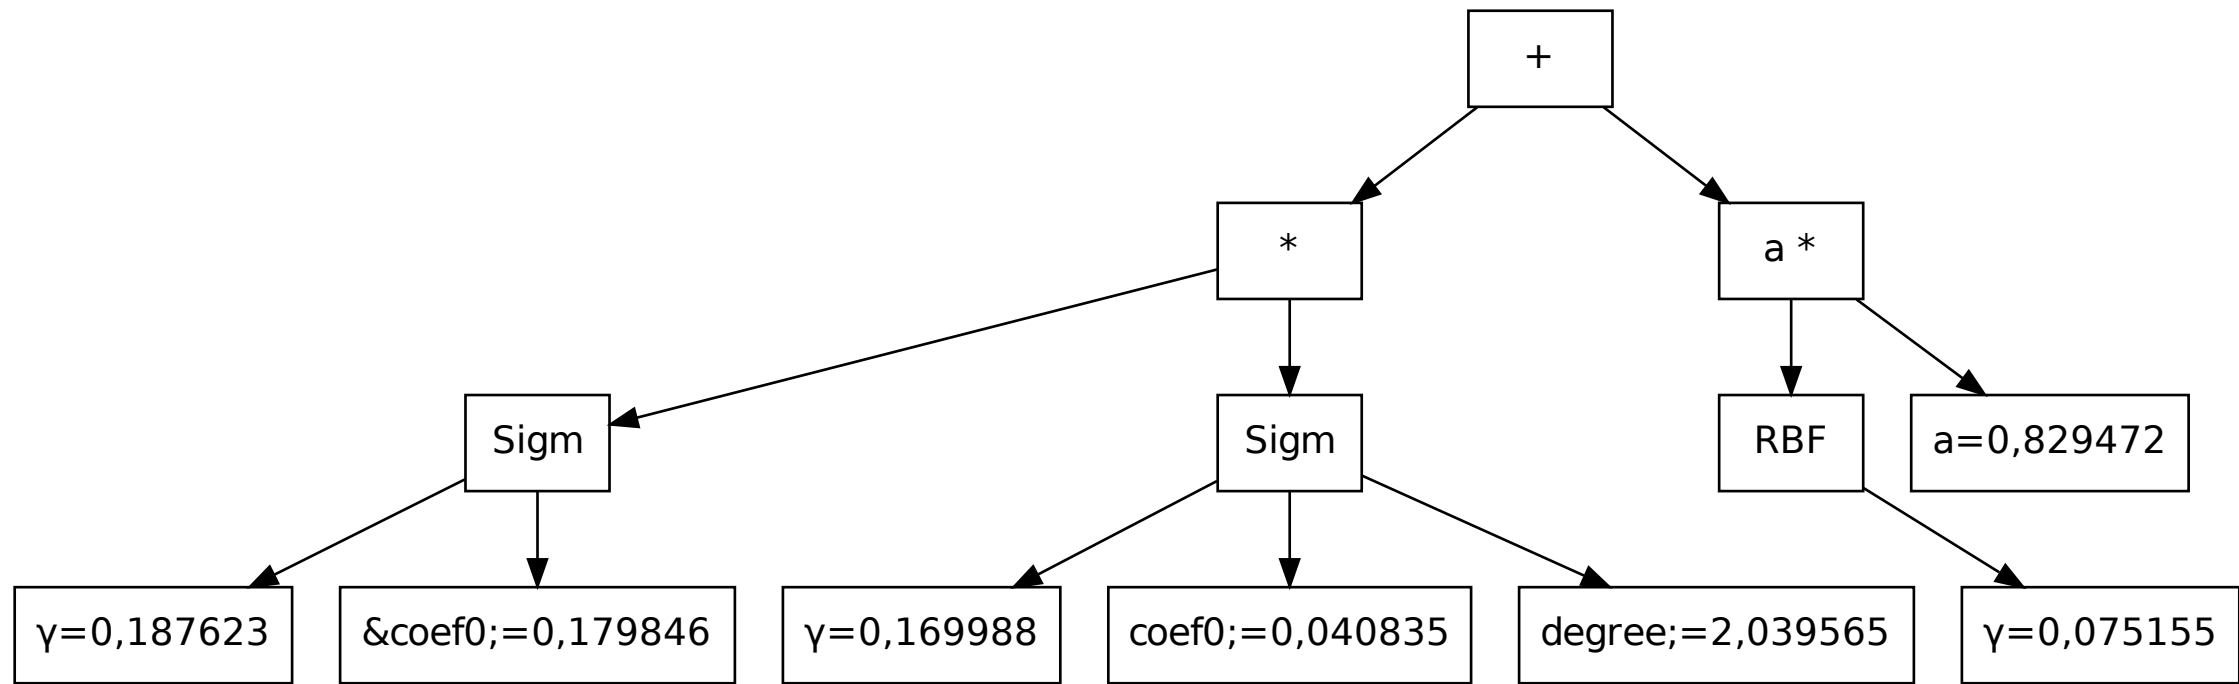 +
*
a *
Sigm
Sigm
RBF
a=0,829472
γ=0,187623
&coef0;=0,179846
γ=0,169988
coef0;=0,040835
degree;=2,039565
γ=0,075155